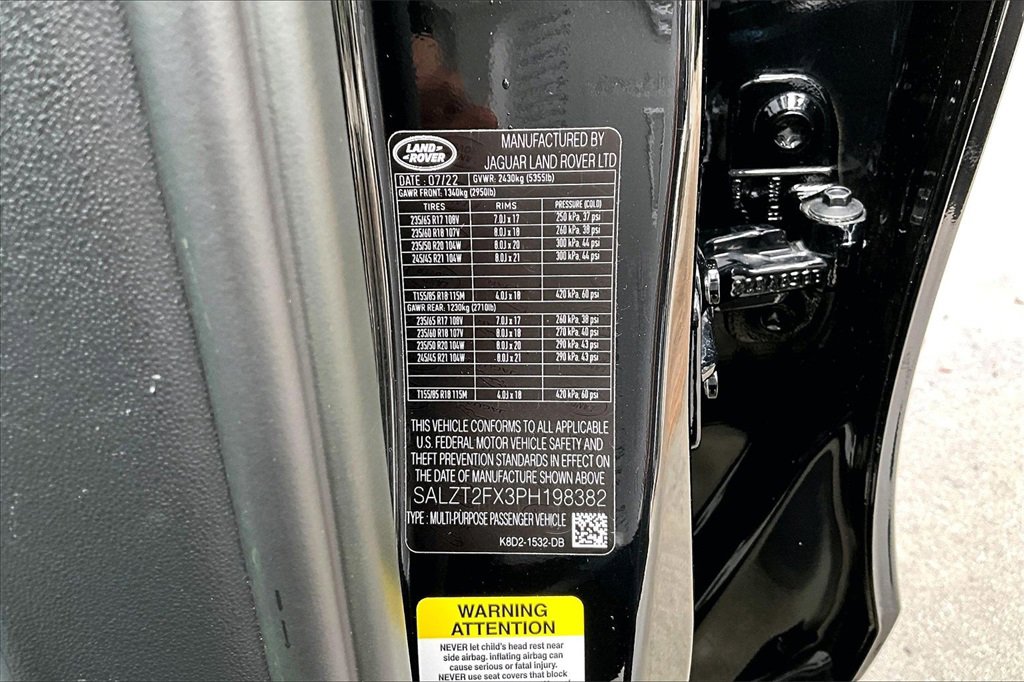 LAND-
-ROVER
MANUFACTURED BY
JAGUAR LAND ROVER LTD
DATE : 07/22 GVWR: 2430kg (5355lb)
GAWR FRONT: 1340kg (2950lb)
TIRES RIMS PRESSURE (COLD)
235/65 R17 108V 7.0J x 17 250 kPa, 37 psi
235/60 R18 107V 8.0J x 18 260 kPa, 38 psi
235/50 R20 104W 8.0J x 20 300 kPa, 44 psi
245/45 R21 104W 8.0J x 21 300 kPa, 44 psi
T155/85 R18 115M 4.0J x 18 420 kPa, 60 psi
GAWR REAR: 1230kg (2710lb)
235/65 R17 108V 7.0J x 17 260 kPa, 38 psi
235/60 R18 107V 8.0J x 18 270 kPa, 40 psi
235/50 R20 104W 8.0J x 20 290 kPa, 43 psi
245/45 R21 104W 8.0J x 21 290 kPa, 43 psi
T155/85 R18 115M 4.0J x 18 420 kPa, 60 psi
THIS VEHICLE CONFORMS TO ALL APPLICABLE
U.S. FEDERAL MOTOR VEHICLE SAFETY AND
THEFT PREVENTION STANDARDS IN EFFECT ON
THE DATE OF MANUFACTURE SHOWN ABOVE
SALZT2FX3PH198382
TYPE : MULTI-PURPOSE PASSENGER VEHICLE
K8D2-1532-DB
WARNING
ATTENTION
NEVER let child's head rest near
side airbag. inflating airbag can
cause serious or fatal injury.
NEVER use seat covers that block